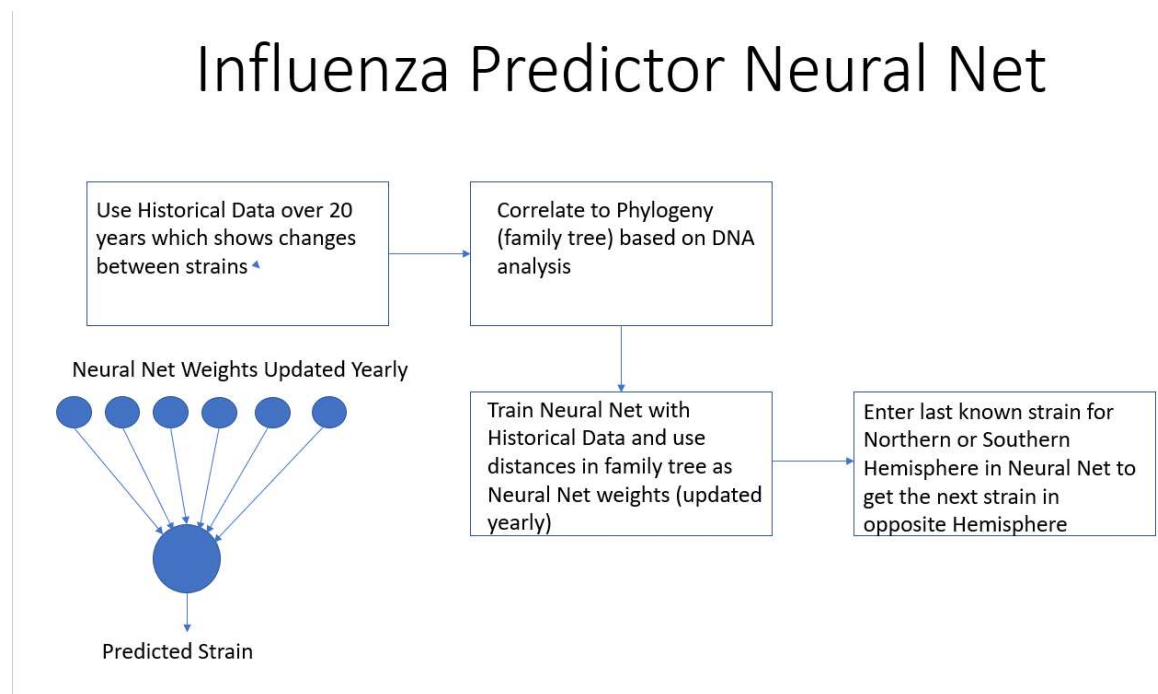 Influenza Predictor Neural Net
Use Historical Data over 20
years which shows changes
between strains
Correlate to Phylogeny
(family tree) based on DNA
analysis
Neural Net Weights Updated Yearly
Train Neural Net with
Historical Data and use
distances in family tree as
Neural Net weights (updated
yearly)
Enter last known strain for
Northern or Southern
Hemisphere in Neural Net to
get the next strain in
opposite Hemisphere
Predicted Strain